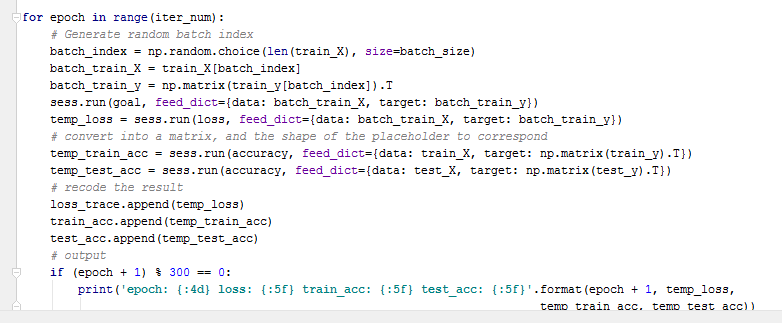 for epoch in range(iter_num):
    # Generate random batch index
    batch_index = np.random.choice(len(train_X), size=batch_size)
    batch_train_X = train_X[batch_index]
    batch_train_y = np.matrix(train_y[batch_index]).T
    sess.run(goal, feed_dict={data: batch_train_X, target: batch_train_y})
    temp_loss = sess.run(loss, feed_dict={data: batch_train_X, target: batch_train_y})
    # convert into a matrix, and the shape of the placeholder to correspond
    temp_train_acc = sess.run(accuracy, feed_dict={data: train_X, target: np.matrix(train_y).T})
    temp_test_acc = sess.run(accuracy, feed_dict={data: test_X, target: np.matrix(test_y).T})
    # recode the result
    loss_trace.append(temp_loss)
    train_acc.append(temp_train_acc)
    test_acc.append(temp_test_acc)
    # output
    if (epoch + 1) % 300 == 0:
        print('epoch: {:4d} loss: {:5f} train_acc: {:5f} test_acc: {:5f}'.format(epoch + 1, temp_loss,
                                                                          temp_train_acc, temp_test_acc))